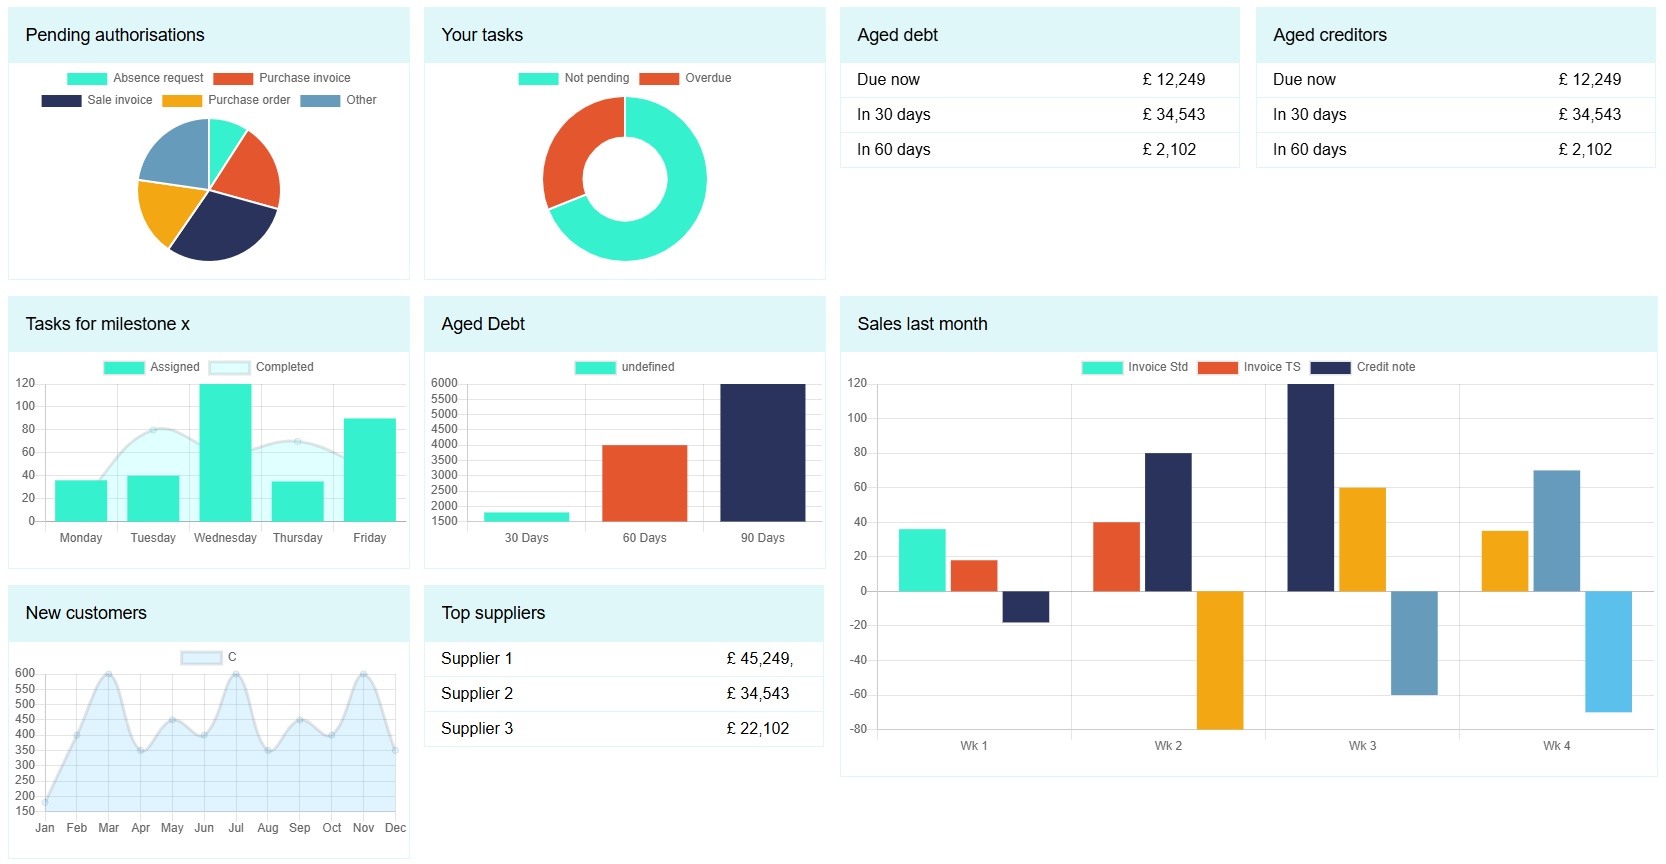 Pending authorisations
Absence request Purchase invoice
Sale invoice Purchase order Other
Your tasks
Not pending Overdue
Aged debt
Due now £ 12,249
In 30 days £ 34,543
In 60 days £ 2,102
Aged creditors
Due now £ 12,249
In 30 days £ 34,543
In 60 days £ 2,102
Tasks for milestone x
Assigned Completed
120
100
80
60
40
20
0
Monday Tuesday Wednesday Thursday Friday
Aged Debt
undefined
6000
5500
5000
4500
4000
3500
3000
2500
2000
1500
30 Days 60 Days 90 Days
Sales last month
Invoice Std Invoice TS Credit note
120
100
80
60
40
20
0
-20
-40
-60
-80
Wk 1 Wk 2 Wk 3 Wk 4
New customers
C
600
550
500
450
400
350
300
250
200
150
Jan Feb Mar Apr May Jun Jul Aug Sep Oct Nov Dec
Top suppliers
Supplier 1 £ 45,249,
Supplier 2 £ 34,543
Supplier 3 £ 22,102